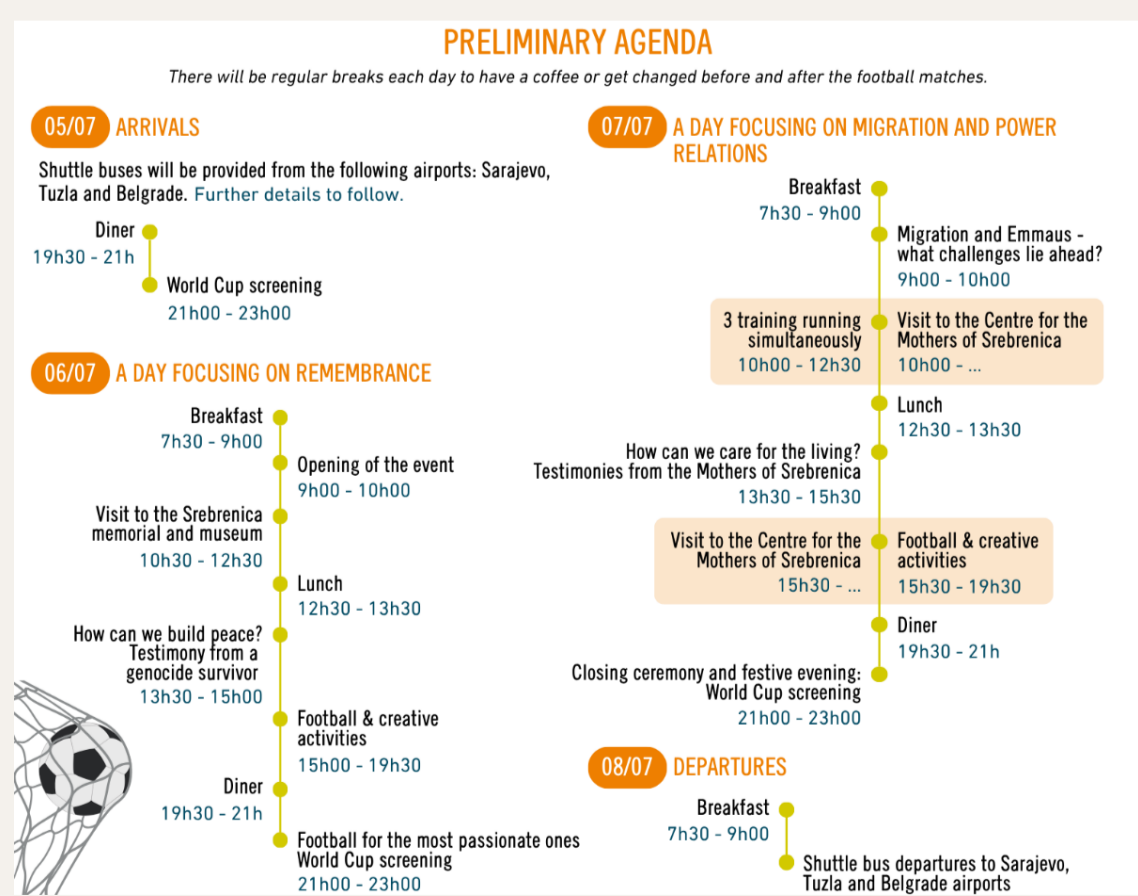 PRELIMINARY AGENDA
There will be regular breaks each day to have a coffee or get changed before and after the football matches.
05/07 ARRIVALS
Shuttle buses will be provided from the following airports: Sarajevo,
Tuzla and Belgrade. Further details to follow.
Diner
19h30 - 21h
World Cup screening
21h00 - 23h00
06/07 A DAY FOCUSING ON REMEMBRANCE
Breakfast
7h30 - 9h00
Opening of the event
9h00 - 10h00
Visit to the Srebrenica
memorial and museum
10h30 - 12h30
Lunch
12h30 - 13h30
How can we build peace?
Testimony from a
genocide survivor
13h30 - 15h00
Football & creative
activities
15h00 - 19h30
Diner
19h30 - 21h
Football for the most passionate ones
World Cup screening
21h00 - 23h00
07/07 A DAY FOCUSING ON MIGRATION AND POWER
RELATIONS
Breakfast
7h30 - 9h00
Migration and Emmaus -
what challenges lie ahead?
9h00 - 10h00
3 training running
simultaneously
10h00 - 12h30
Visit to the Centre for the
Mothers of Srebrenica
10h00 - ...
Lunch
12h30 - 13h30
How can we care for the living?
Testimonies from the Mothers of Srebrenica
13h30 - 15h30
Visit to the Centre for the
Mothers of Srebrenica
15h30 - ...
Football & creative
activities
15h30 - 19h30
Diner
19h30 - 21h
Closing ceremony and festive evening:
World Cup screening
21h00 - 23h00
08/07 DEPARTURES
Breakfast
7h30 - 9h00
Shuttle bus departures to Sarajevo,
Tuzla and Belgrade airports